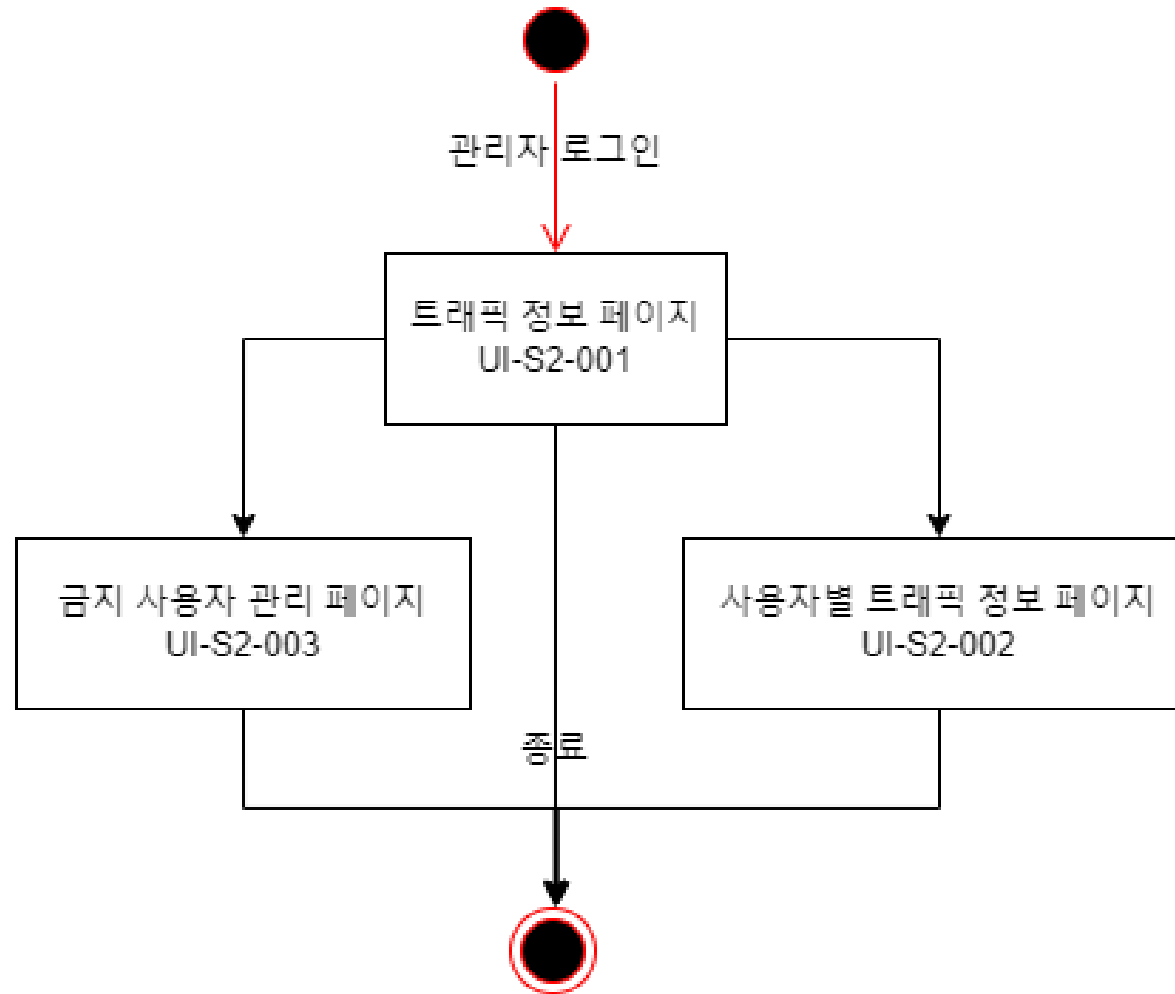 관리자 로그인
트래픽 정보 페이지
UI-S2-001
금지 사용자 관리 페이지
UI-S2-003
사용자별 트래픽 정보 페이지
UI-S2-002
종료